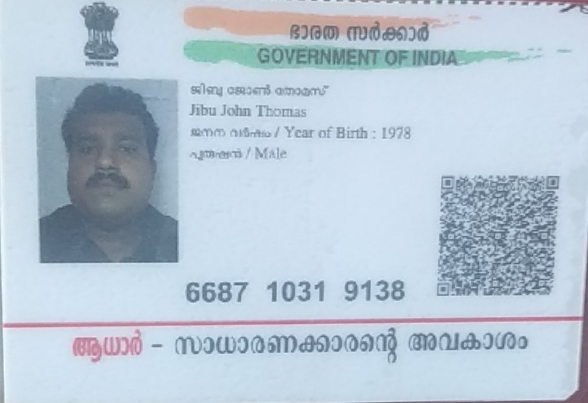 ഭാരത സർക്കാർ
GOVERNMENT OF INDIA
ജിബു ജോൺ തോമസ്
Jibu John Thomas
ജനന വർഷം / Year of Birth : 1978
പുരുഷൻ / Male
6687 1031 9138
ആധാർ - സാധാരണക്കാരന്റെ അവകാശം